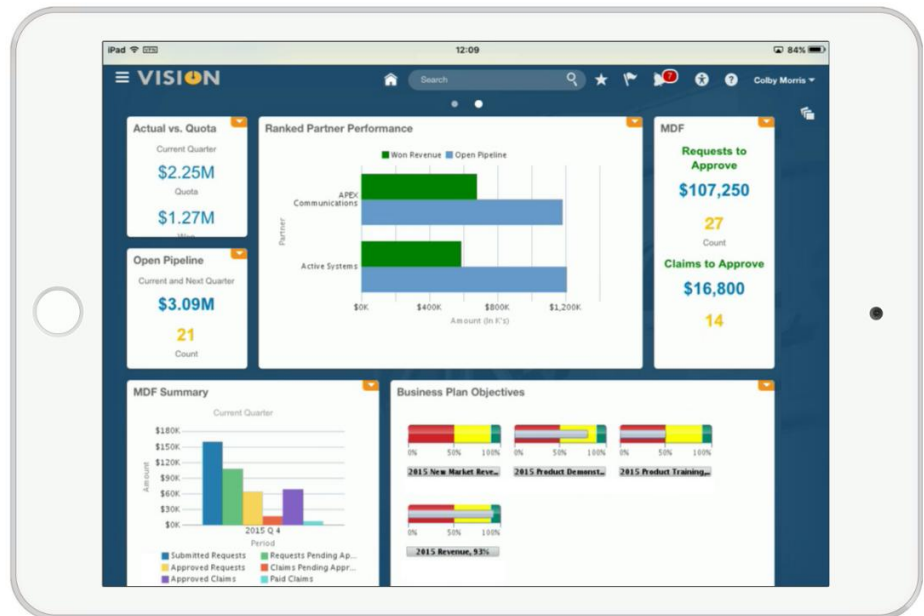 iPad
12:09
84%
VISION
Search
7
Colby Morris
Actual vs. Quota
Current Quarter
$2.25M
Quota
$1.27M
Open Pipeline
Current and Next Quarter
$3.09M
21
Count
Ranked Partner Performance
Won Revenue Open Pipeline
Partner
APEX
Communications
Active Systems
$0K $400K $800K $1,200K
Amount (In K's)
MDF
Requests to
Approve
$107,250
27
Count
Claims to Approve
$16,800
14
MDF Summary
Current Quarter
Amount
$180K
$150K
$120K
$90K
$60K
$30K
$0K
2015 Q 4
Period
Submitted Requests Requests Pending Ap...
Approved Requests Claims Pending Appr...
Approved Claims Paid Claims
Business Plan Objectives
0% 50% 100% 0% 50% 100% 0% 50% 100%
2015 New Market Reve... 2015 Product Demonst... 2015 Product Training,...
0% 50% 100%
2015 Revenue, 93%